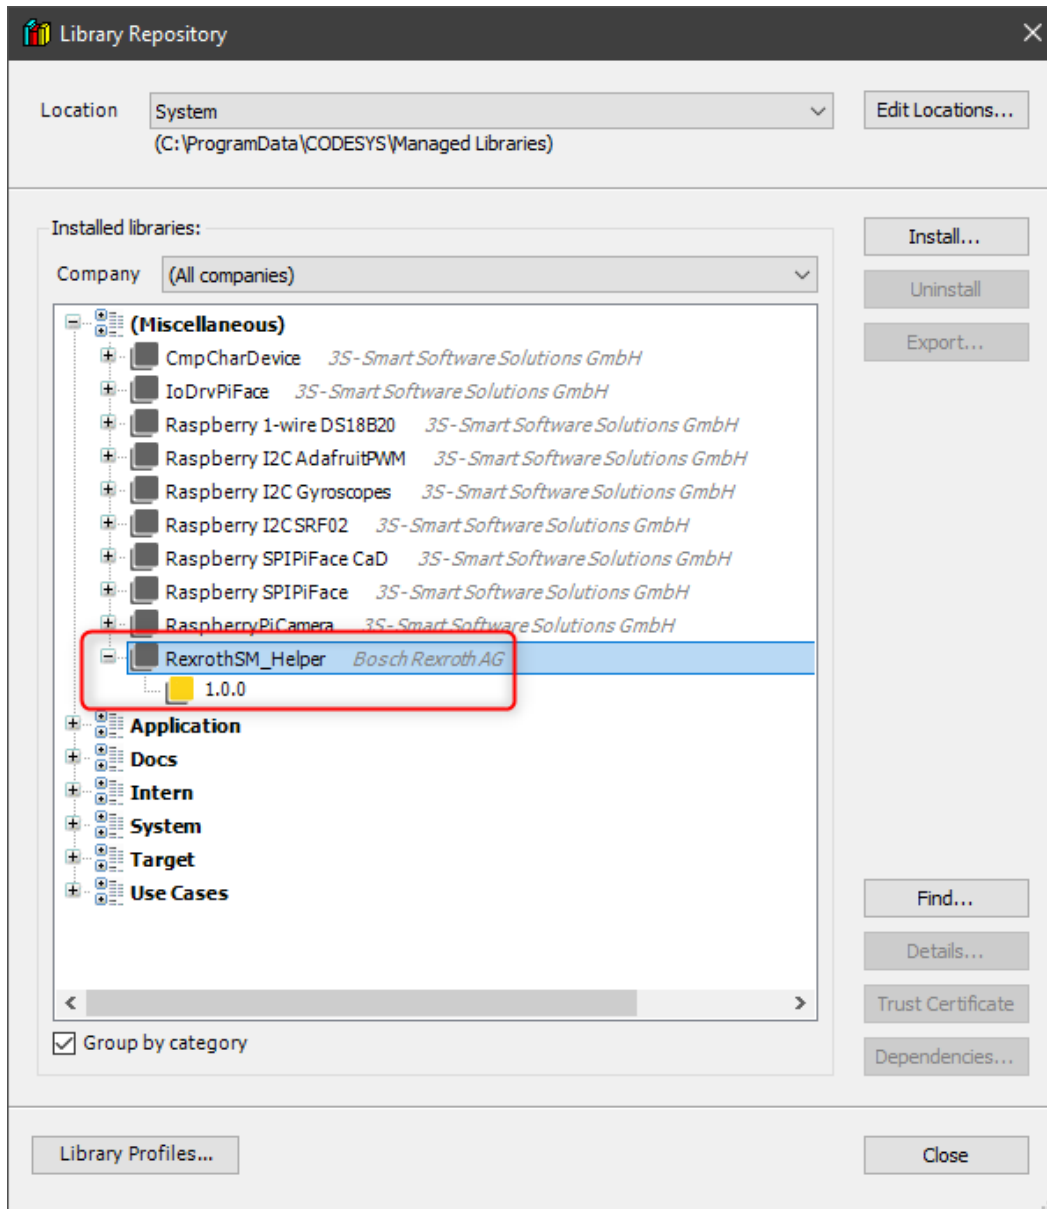 Library Repository
Location System Edit Locations...
(C:\ProgramData\CODESYS\Managed Libraries)
Installed libraries:
Install...
Company (All companies)
Uninstall
(Miscellaneous)
Export...
CmpCharDevice 3S-Smart Software Solutions GmbH
IoDrvPiFace 3S-Smart Software Solutions GmbH
Raspberry 1-wire DS18B20 3S-Smart Software Solutions GmbH
Raspberry I2C AdafruitPWM 3S-Smart Software Solutions GmbH
Raspberry I2C Gyroscopes 3S-Smart Software Solutions GmbH
Raspberry I2C SRF02 3S-Smart Software Solutions GmbH
Raspberry SPIPiFace CaD 3S-Smart Software Solutions GmbH
Raspberry SPIPiFace 3S-Smart Software Solutions GmbH
RaspberryPiCamera 3S-Smart Software Solutions GmbH
RexrothSM_Helper Bosch Rexroth AG
1.0.0
Application
Docs
Intern
System
Target
Use Cases
Find...
Details...
Trust Certificate
Group by category
Dependencies...
Library Profiles...
Close